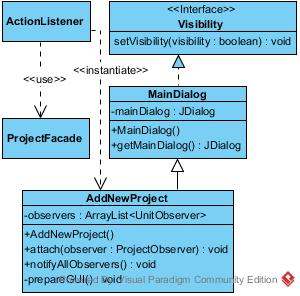 ActionListener
<<Interface>>
Visibility
setVisibility(visibility : boolean) : void
<<use>>
<<instantiate>>
MainDialog
-mainDialog : JDialog
+MainDialog()
+getMainDialog() : JDialog
ProjectFacade
AddNewProject
-observers : ArrayList<UnitObserver>
+AddNewProject()
+attach(observer : ProjectObserver) : void
+notifyAllObservers() : void
-prepareGUI() : void
Visual Paradigm Community Edition